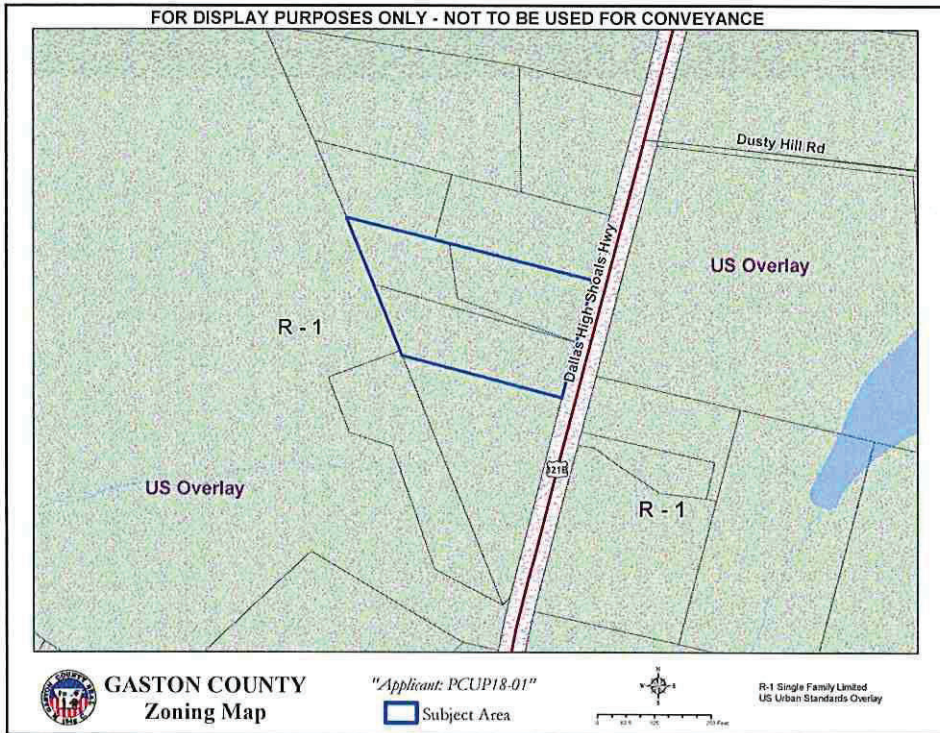 FOR DISPLAY PURPOSES ONLY - NOT TO BE USED FOR CONVEYANCE
Dusty Hill Rd
Dallas High Shoals Hwy
US Overlay
R - 1
321B
US Overlay
R - 1
GASTON COUNTY
Zoning Map
"Applicant: PCUP18-01"
Subject Area
N
R-1 Single Family Limited
US Urban Standards Overlay